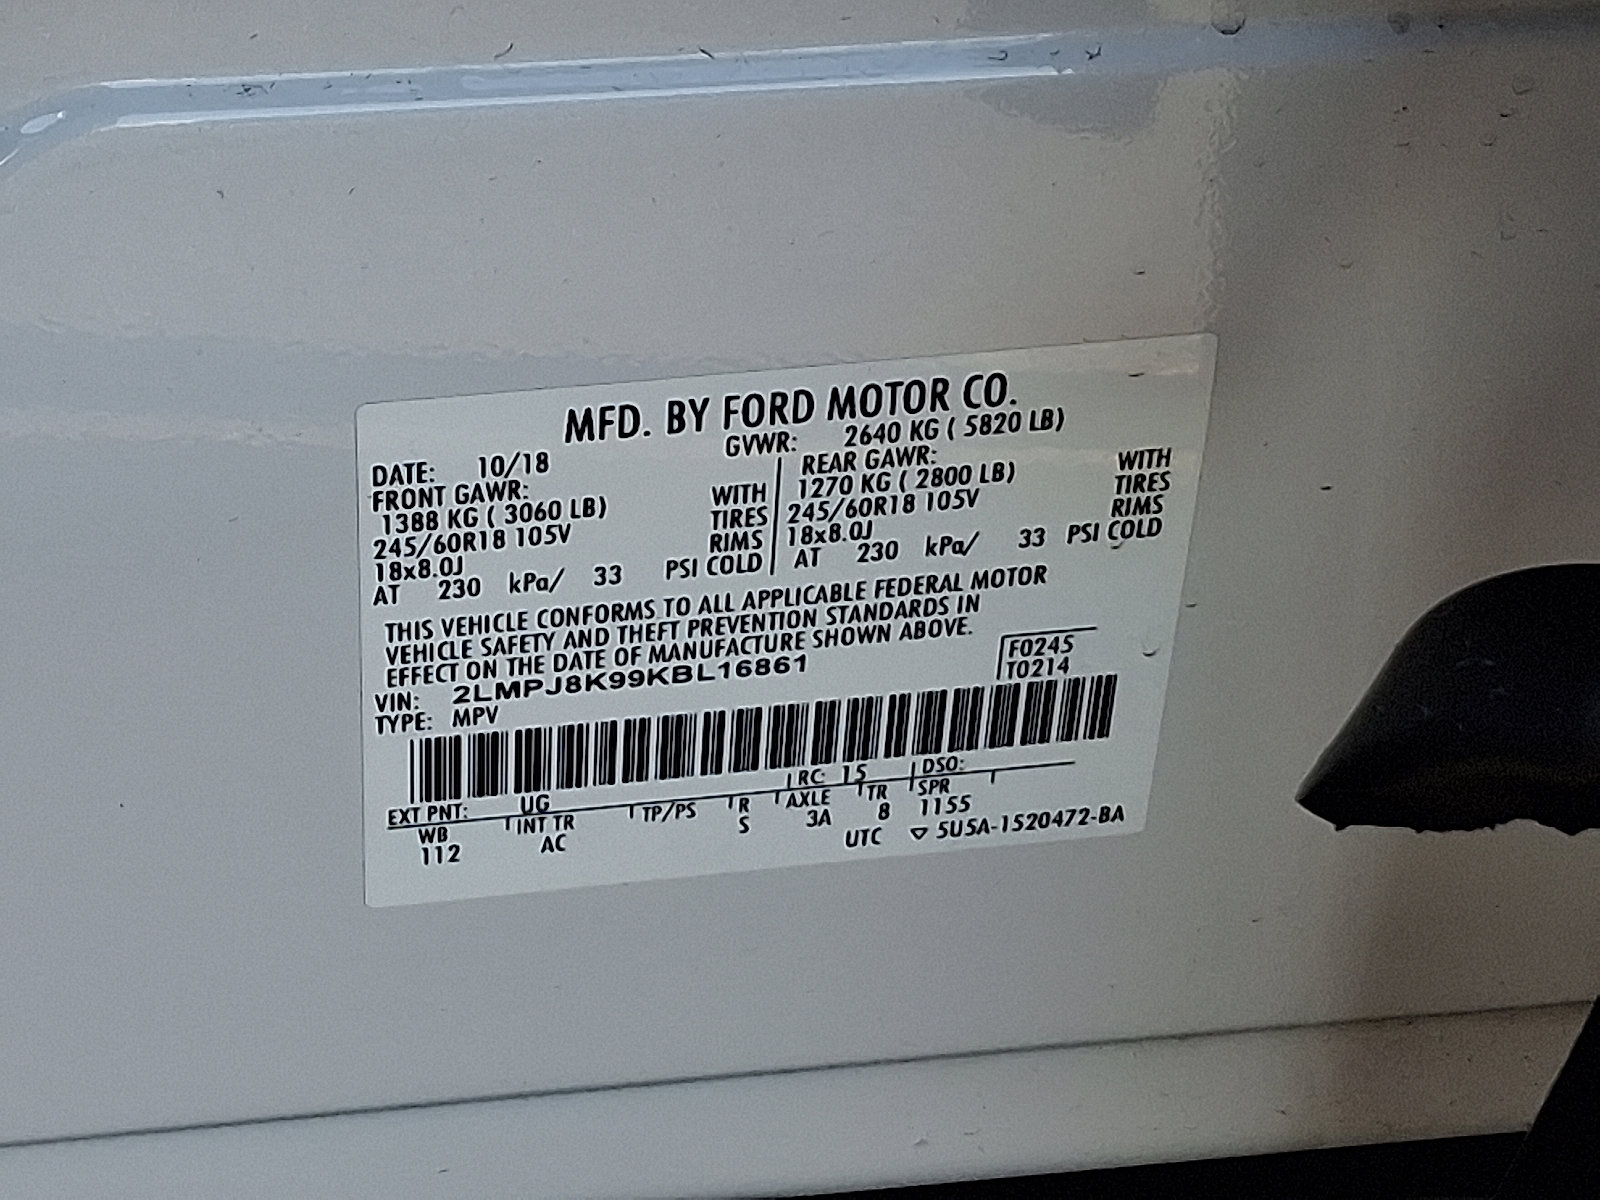 MFD. BY FORD MOTOR CO.
DATE: 10/18 GVWR: 2640 KG ( 5820 LB)
FRONT GAWR: REAR GAWR:
1388 KG ( 3060 LB) WITH 1270 KG ( 2800 LB) WITH
245/60R18 105V TIRES 245/60R18 105V TIRES
18x8.0J RIMS 18x8.0J RIMS
AT 230 kPa/ 33 PSI COLD AT 230 kPa/ 33 PSI COLD
THIS VEHICLE CONFORMS TO ALL APPLICABLE FEDERAL MOTOR
VEHICLE SAFETY AND THEFT PREVENTION STANDARDS IN
EFFECT ON THE DATE OF MANUFACTURE SHOWN ABOVE.
VIN: 2LMPJ8K99KBL16861 F0245
TYPE: MPV T0214
EXT PNT: UG RC: 15 DSO:
WB INT TR TP/PS R AXLE TR SPR
112 AC S 3A 8 1155
UTC ▽ 5U5A-1520472-BA